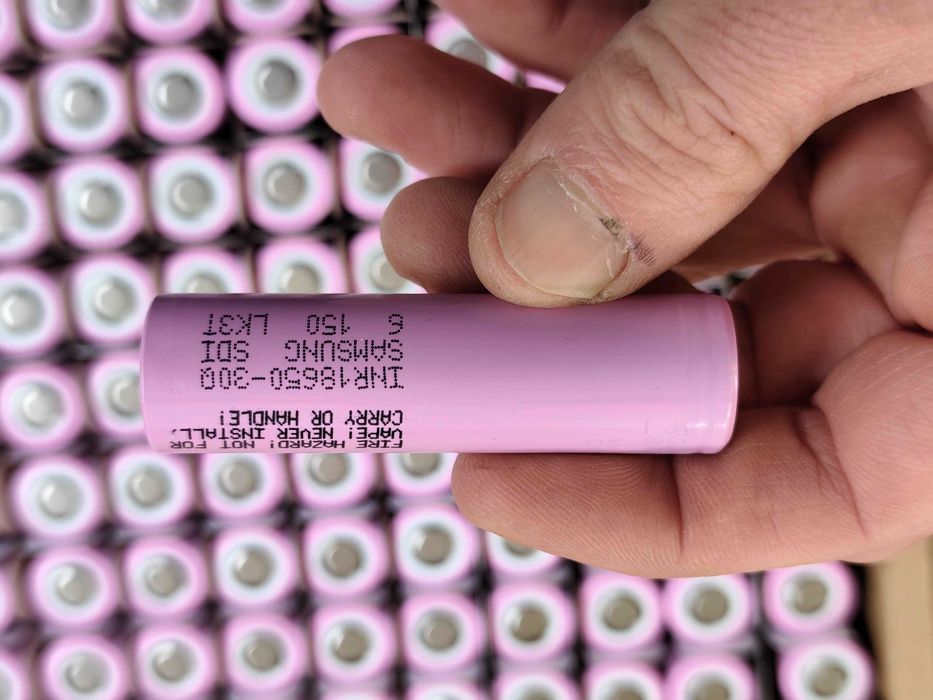 FIRE HAZARD! NOT FOR
VAPE! NEVER INSTALL,
CARRY OR HANDLE!
INR18650-30Q
SAMSUNG SDI
6 150 LK3T